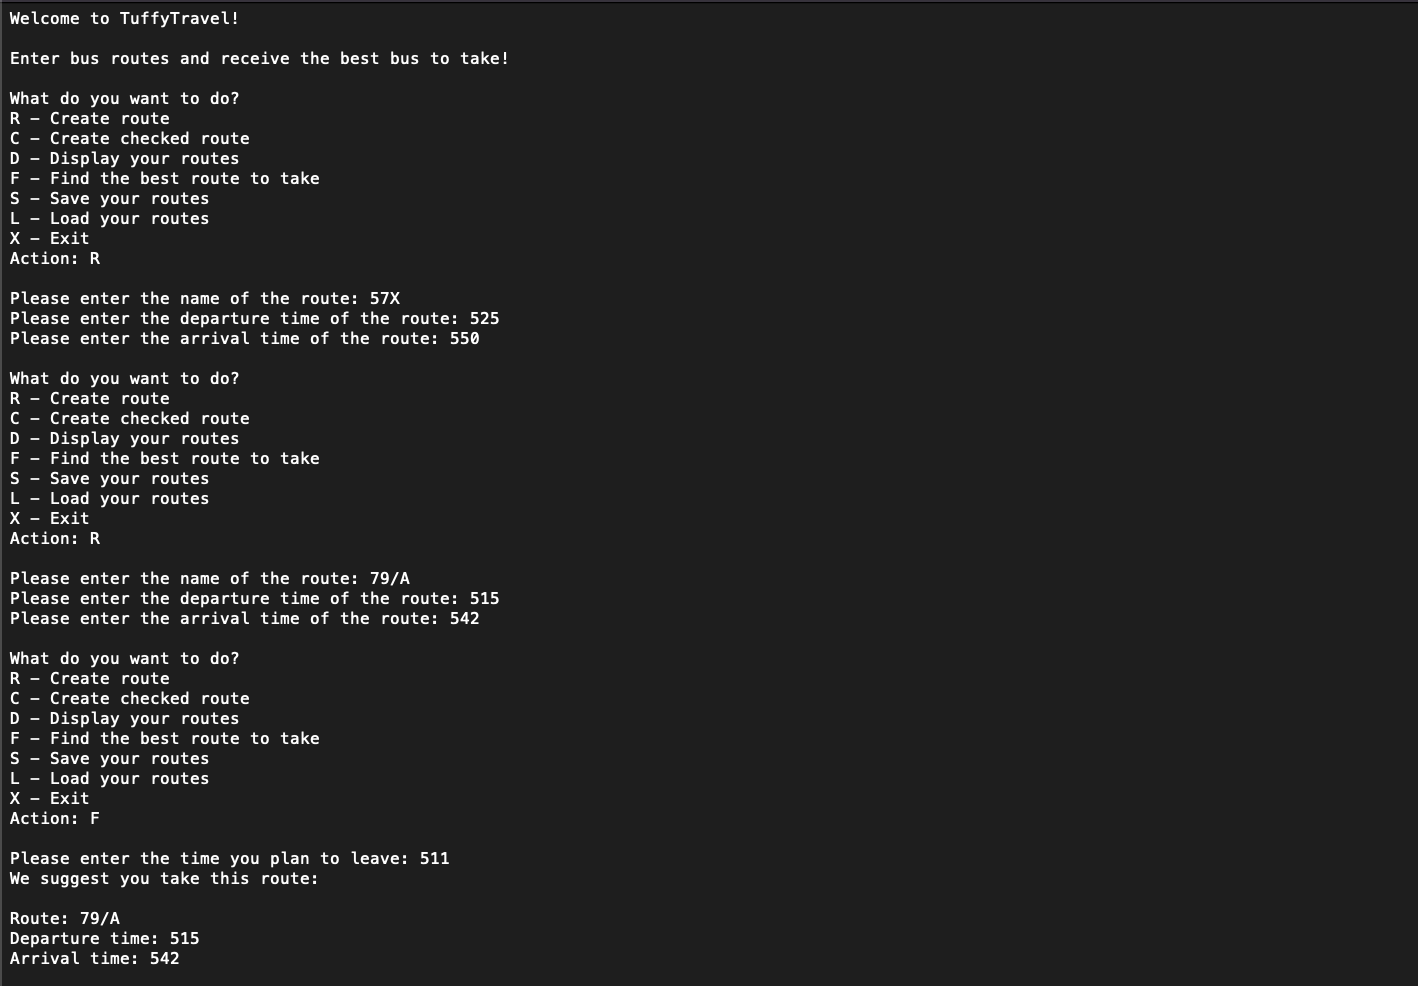 Welcome to TuffyTravel!
Enter bus routes and receive the best bus to take!
What do you want to do?
R – Create route
C – Create checked route
D – Display your routes
F – Find the best route to take
S – Save your routes
L – Load your routes
X – Exit
Action: R
Please enter the name of the route: 57X
Please enter the departure time of the route: 525
Please enter the arrival time of the route: 550
What do you want to do?
R – Create route
C – Create checked route
D – Display your routes
F – Find the best route to take
S – Save your routes
L – Load your routes
X – Exit
Action: R
Please enter the name of the route: 79/A
Please enter the departure time of the route: 515
Please enter the arrival time of the route: 542
What do you want to do?
R – Create route
C – Create checked route
D – Display your routes
F – Find the best route to take
S – Save your routes
L – Load your routes
X – Exit
Action: F
Please enter the time you plan to leave: 511
We suggest you take this route:
Route: 79/A
Departure time: 515
Arrival time: 542